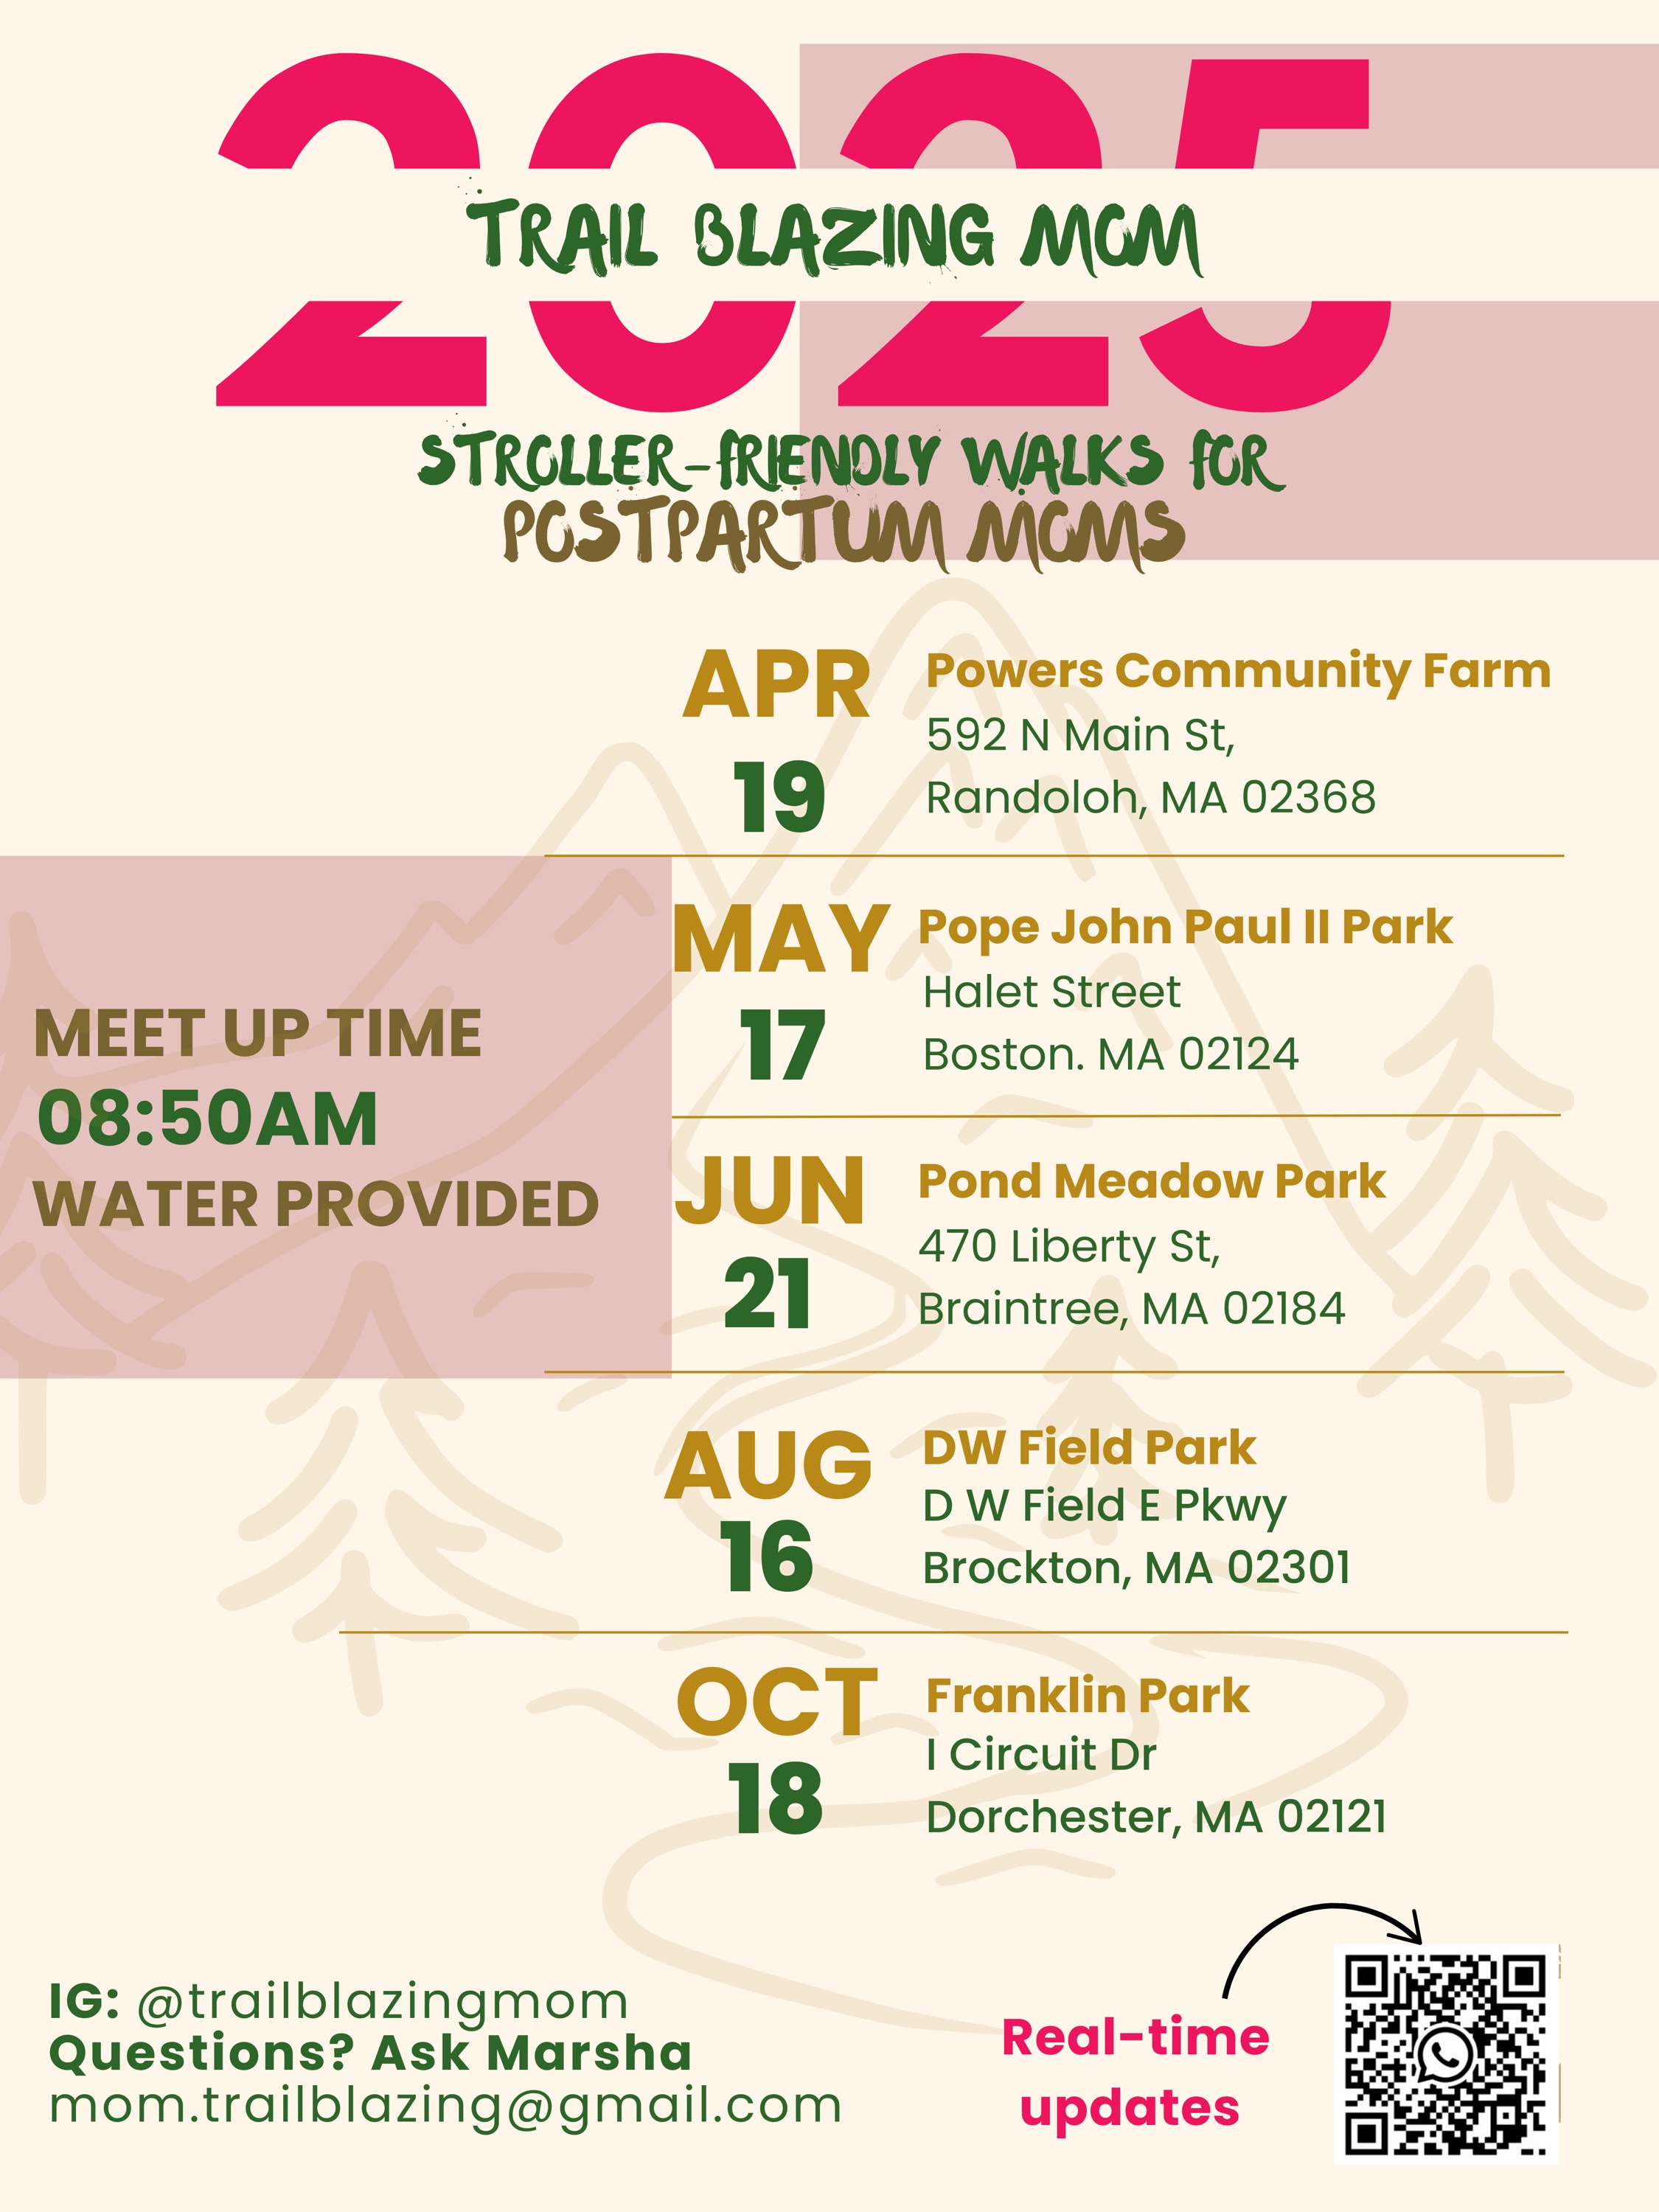 2025
TRAIL BLAZING MOM
STROLLER-FRIENDLY WALKS FOR
POSTPARTUM MOMS
APR
19
Powers Community Farm
592 N Main St,
Randoloh, MA 02368
MAY
17
Pope John Paul II Park
Halet Street
Boston. MA 02124
MEET UP TIME
08:50AM
WATER PROVIDED
JUN
21
Pond Meadow Park
470 Liberty St,
Braintree, MA 02184
AUG
16
DW Field Park
D W Field E Pkwy
Brockton, MA 02301
OCT
18
Franklin Park
I Circuit Dr
Dorchester, MA 02121
IG: @trailblazingmom
Questions? Ask Marsha
mom.trailblazing@gmail.com
Real-time
updates